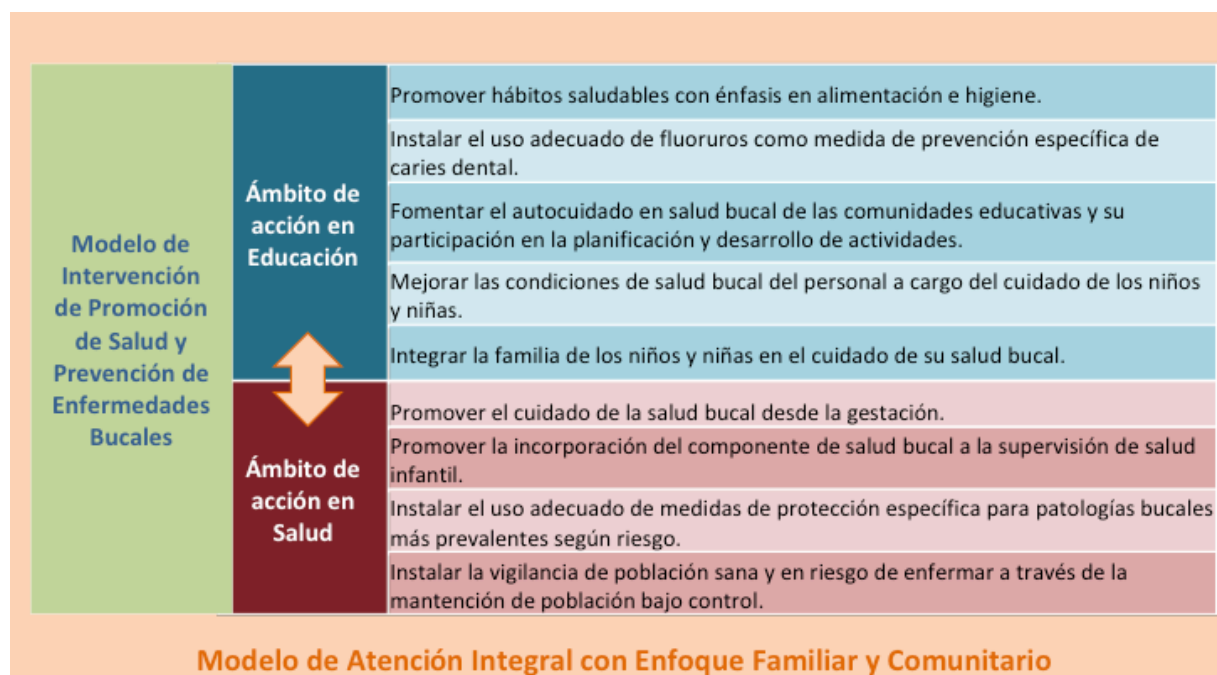 Modelo de
Intervención
de Promoción
de Salud y
Prevención de
Enfermedades
Bucales
Ámbito de
acción en
Educación
Promover hábitos saludables con énfasis en alimentación e higiene.
Instalar el uso adecuado de fluoruros como medida de prevención específica de
caries dental.
Fomentar el autocuidado en salud bucal de las comunidades educativas y su
participación en la planificación y desarrollo de actividades.
Mejorar las condiciones de salud bucal del personal a cargo del cuidado de los niños
y niñas.
Integrar la familia de los niños y niñas en el cuidado de su salud bucal.
Ámbito de
acción en
Salud
Promover el cuidado de la salud bucal desde la gestación.
Promover la incorporación del componente de salud bucal a la supervisión de salud
infantil.
Instalar el uso adecuado de medidas de protección específica para patologías bucales
más prevalentes según riesgo.
Instalar la vigilancia de población sana y en riesgo de enfermar a través de la
mantención de población bajo control.
Modelo de Atención Integral con Enfoque Familiar y Comunitario